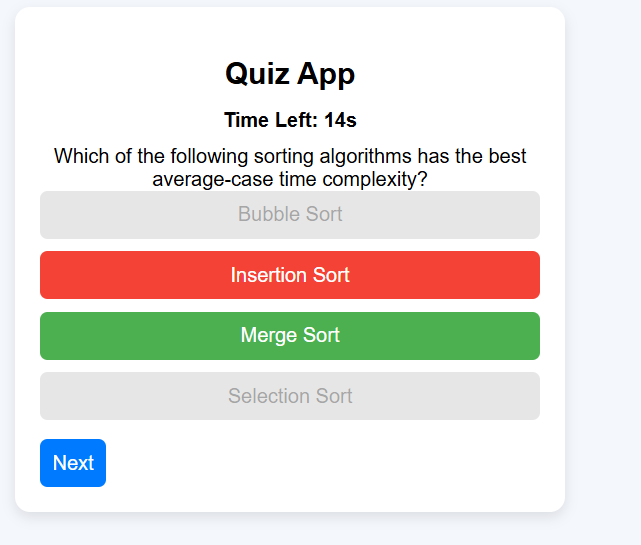 Quiz App
Time Left: 14s
Which of the following sorting algorithms has the best
average-case time complexity?
Bubble Sort
Insertion Sort
Merge Sort
Selection Sort
Next